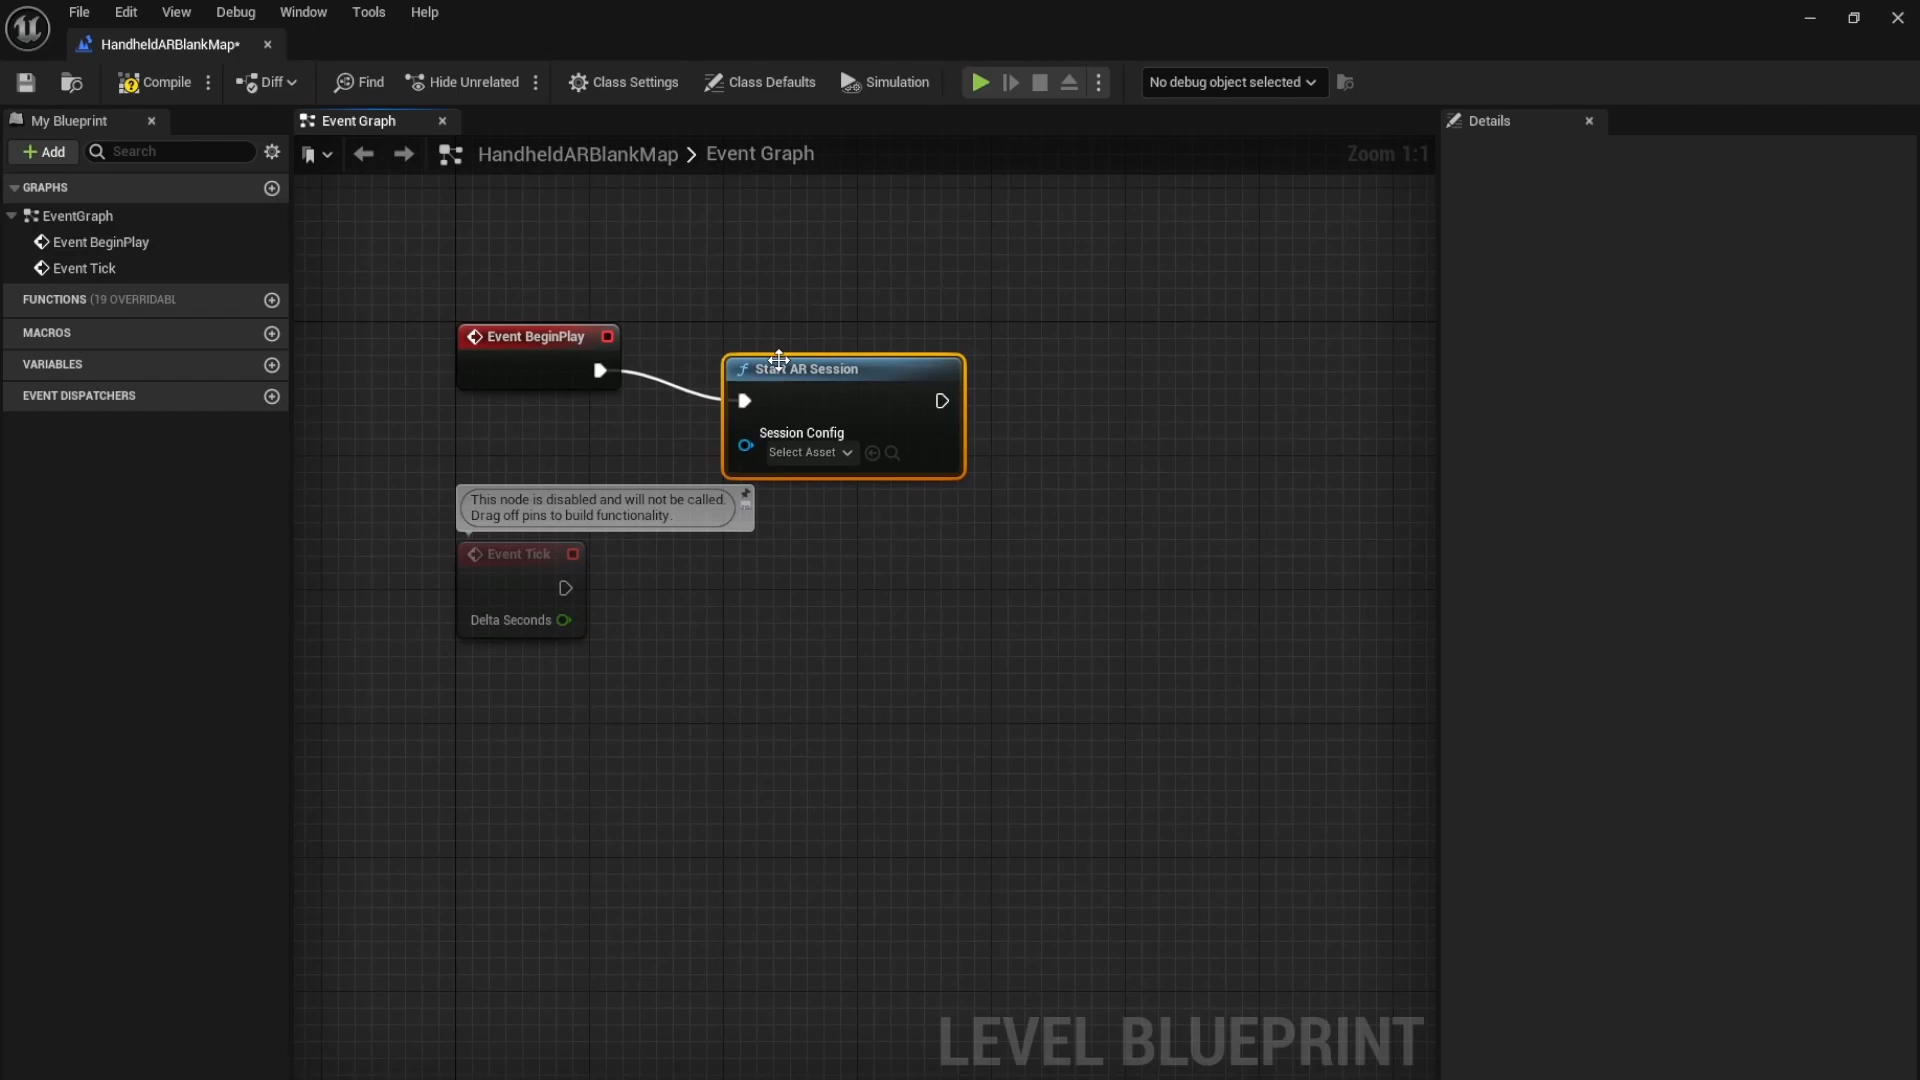 File Edit View Debug Window Tools Help
HandheldARBlankMap*
Compile Diff Find Hide Unrelated Class Settings Class Defaults Simulation No debug object selected
My Blueprint
Event Graph
Details
Add Search
HandheldARBlankMap > Event Graph
Zoom 1:1
GRAPHS
EventGraph
Event BeginPlay
Event Tick
FUNCTIONS (19 OVERRIDABL
MACROS
VARIABLES
EVENT DISPATCHERS
Event BeginPlay
Start AR Session
Session Config
Select Asset
This node is disabled and will not be called.
Drag off pins to build functionality.
Event Tick
Delta Seconds
LEVEL BLUEPRINT